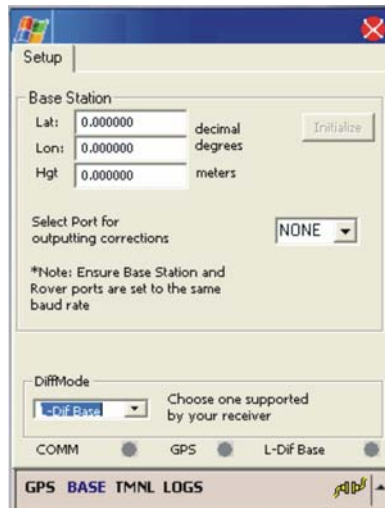 Setup
Base Station
Lat: 0.000000 decimal
Lon: 0.000000 degrees
Hgt 0.000000 meters
Initialize
Select Port for
outputting corrections
NONE
*Note: Ensure Base Station and
Rover ports are set to the same
baud rate
DiffMode
L-Dif Base
Choose one supported
by your receiver
COMM GPS L-Dif Base
GPS BASE TMNL LOGS